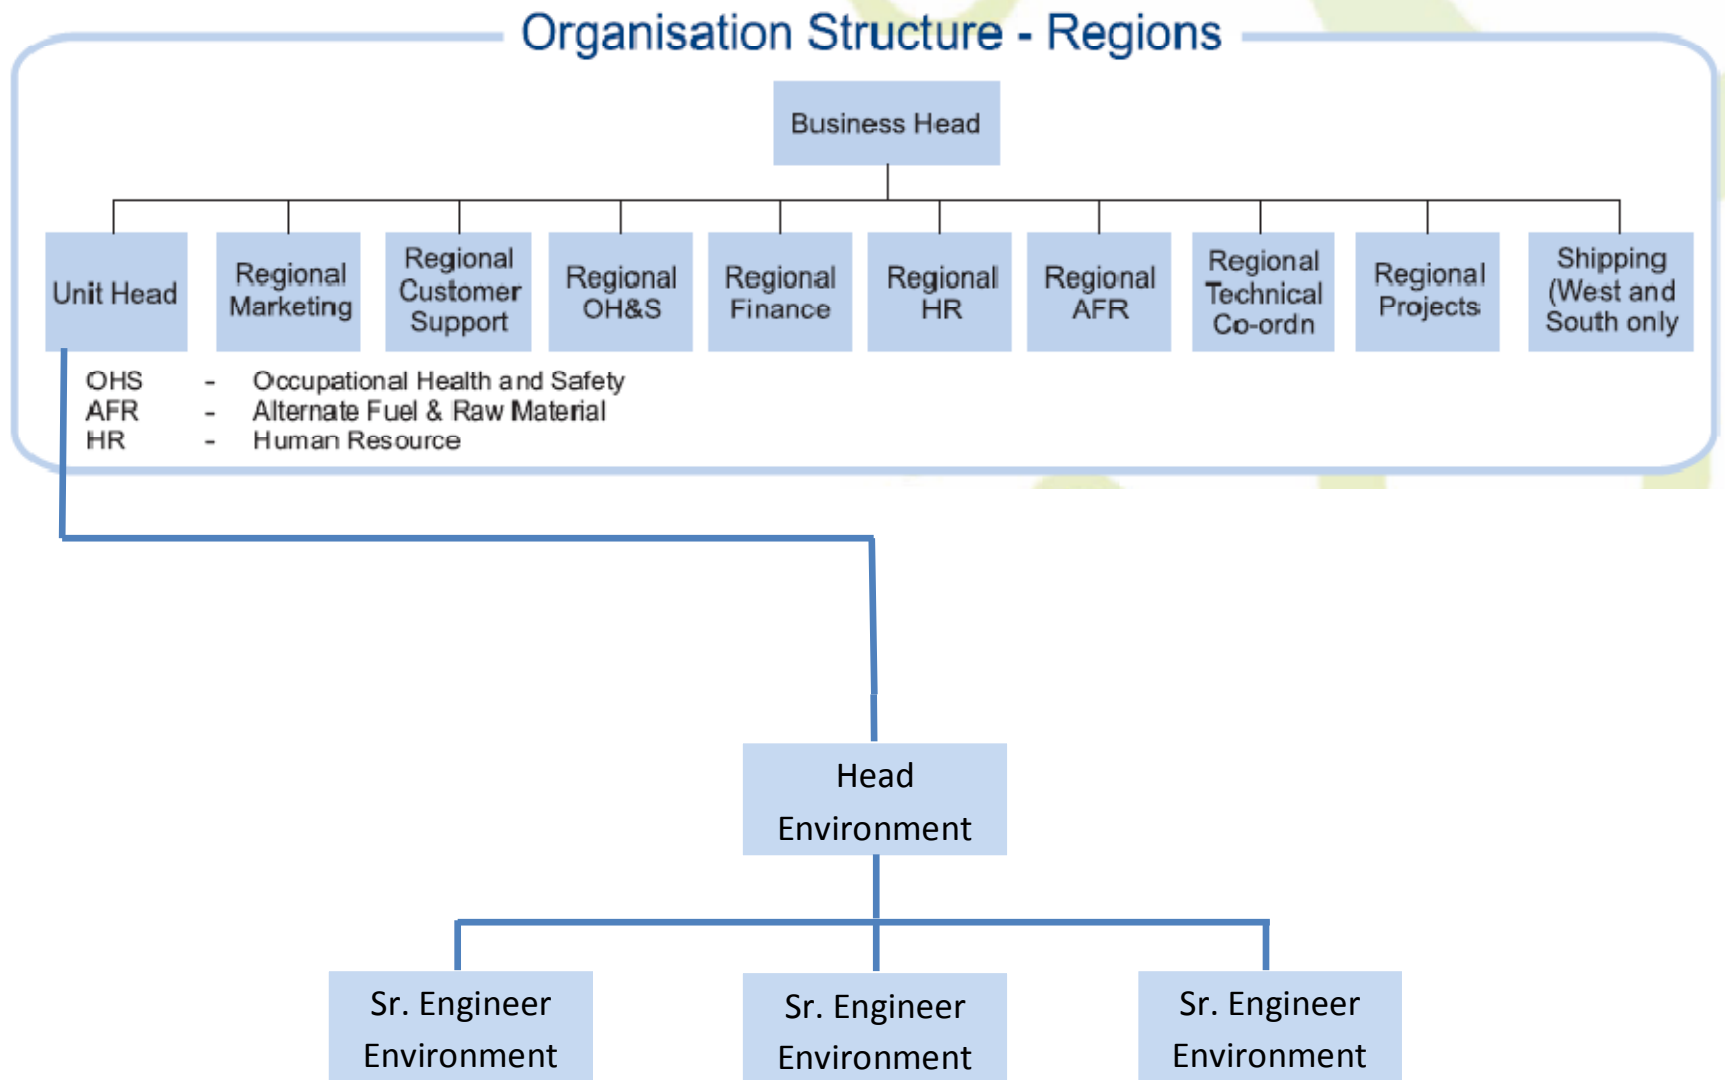 Organisation Structure - Regions
Business Head
Unit Head
Regional
Marketing
Regional
Customer
Support
Regional
OH&S
Regional
Finance
Regional
HR
Regional
AFR
Regional
Technical
Co-ordn
Regional
Projects
Shipping
(West and
South only
OHS - Occupational Health and Safety
AFR - Alternate Fuel & Raw Material
HR - Human Resource
Head
Environment
Sr. Engineer
Environment
Sr. Engineer
Environment
Sr. Engineer
Environment